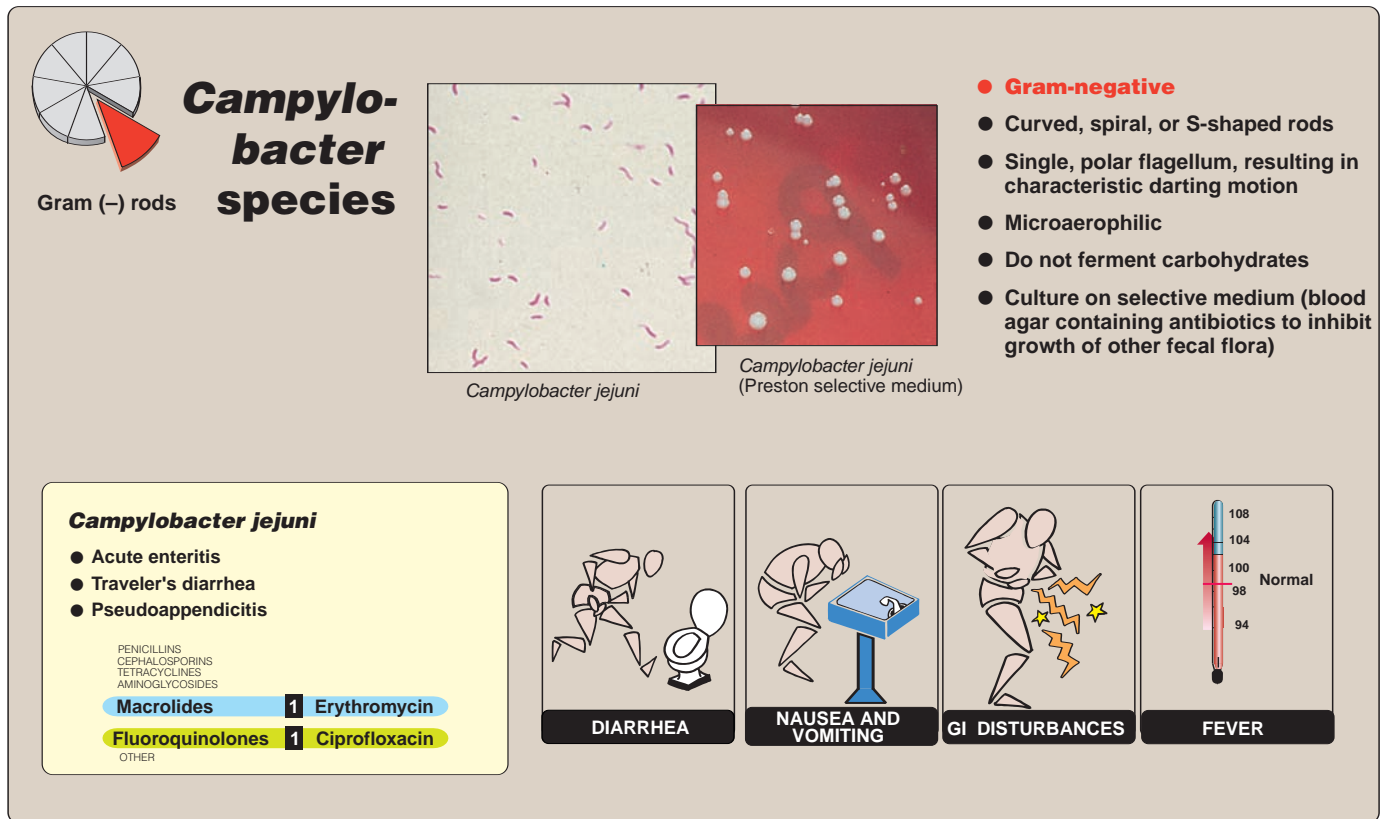 Campylo-
bacter
species
Gram (–) rods
Campylobacter jejuni
Campylobacter jejuni
(Preston selective medium)
● Gram-negative
● Curved, spiral, or S-shaped rods
● Single, polar flagellum, resulting in
characteristic darting motion
● Microaerophilic
● Do not ferment carbohydrates
● Culture on selective medium (blood
agar containing antibiotics to inhibit
growth of other fecal flora)
Campylobacter jejuni
● Acute enteritis
● Traveler's diarrhea
● Pseudoappendicitis
PENICILLINS
CEPHALOSPORINS
TETRACYCLINES
AMINOGLYCOSIDES
Macrolides 1 Erythromycin
Fluoroquinolones 1 Ciprofloxacin
OTHER
DIARRHEA
NAUSEA AND
VOMITING
GI DISTURBANCES
108
104
100
Normal
98
94
FEVER